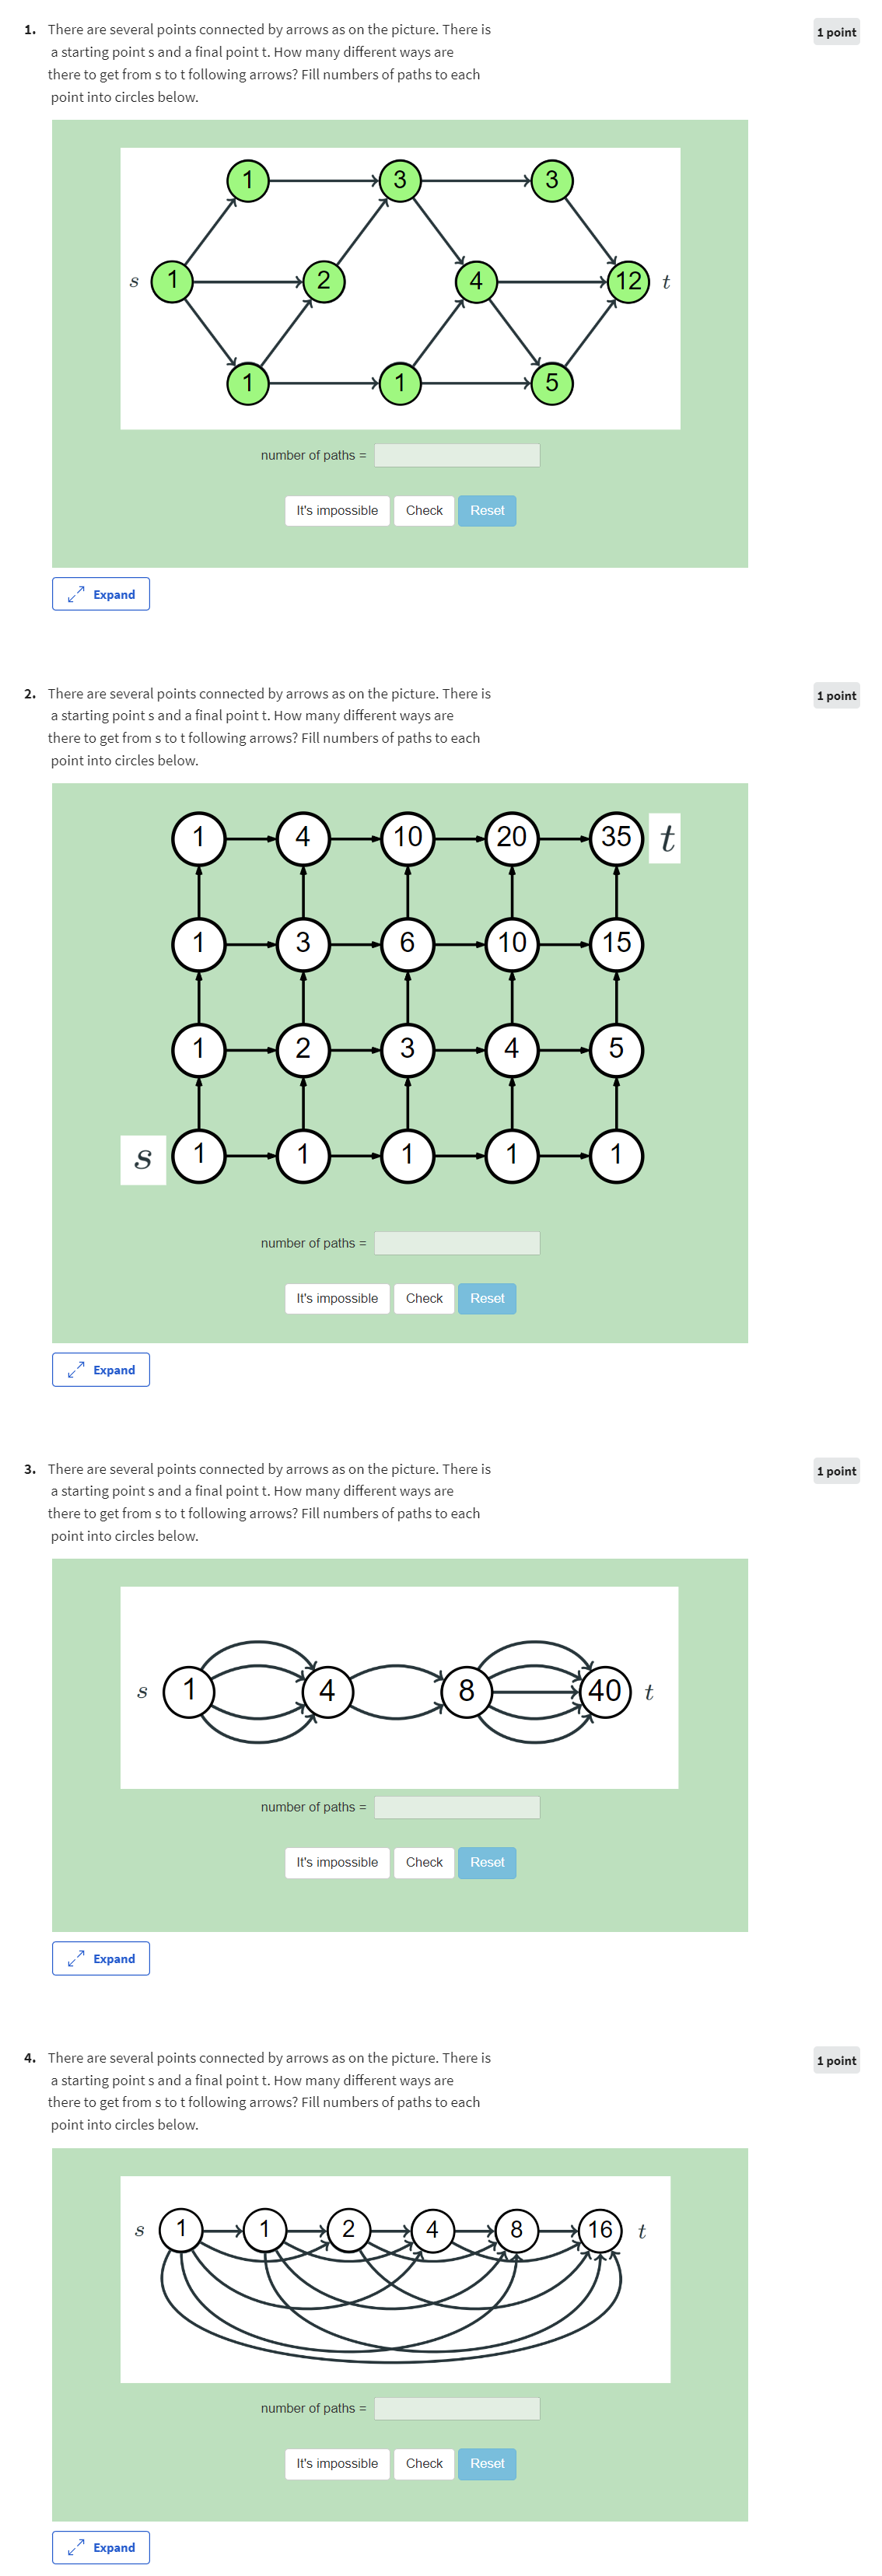 1. There are several points connected by arrows as on the picture. There is
a starting point s and a final point t. How many different ways are
there to get from s to t following arrows? Fill numbers of paths to each
point into circles below.
1 point
1 3 3
s 1 2 4 12 t
1 1 5
number of paths =
It's impossible Check Reset
Expand
2. There are several points connected by arrows as on the picture. There is
a starting point s and a final point t. How many different ways are
there to get from s to t following arrows? Fill numbers of paths to each
point into circles below.
1 point
1 4 10 20 35 t
1 3 6 10 15
1 2 3 4 5
s 1 1 1 1 1
number of paths =
It's impossible Check Reset
Expand
3. There are several points connected by arrows as on the picture. There is
a starting point s and a final point t. How many different ways are
there to get from s to t following arrows? Fill numbers of paths to each
point into circles below.
1 point
s 1 4 8 40 t
number of paths =
It's impossible Check Reset
Expand
4. There are several points connected by arrows as on the picture. There is
a starting point s and a final point t. How many different ways are
there to get from s to t following arrows? Fill numbers of paths to each
point into circles below.
1 point
s 1 1 2 4 8 16 t
number of paths =
It's impossible Check Reset
Expand